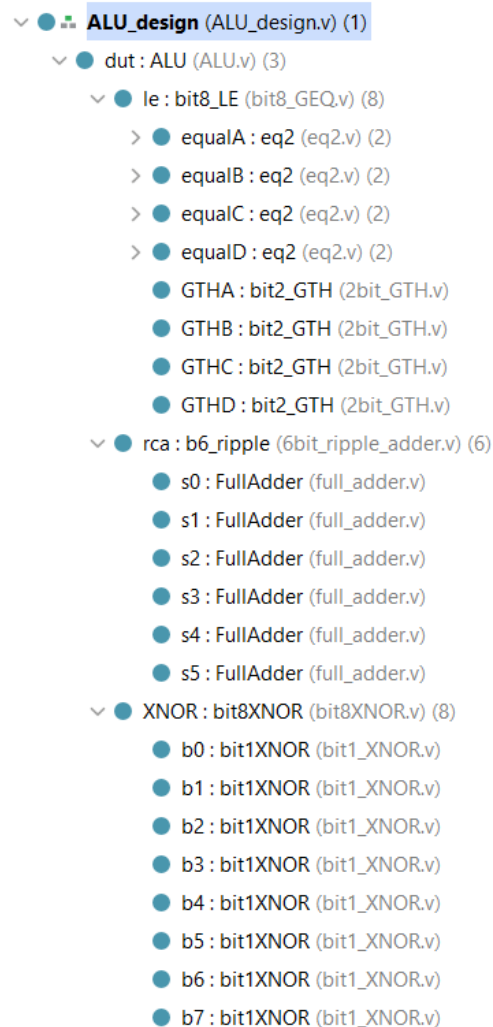 ALU_design (ALU_design.v) (1)
dut : ALU (ALU.v) (3)
le : bit8_LE (bit8_GEQ.v) (8)
equalA : eq2 (eq2.v) (2)
equalB : eq2 (eq2.v) (2)
equalC : eq2 (eq2.v) (2)
equalD : eq2 (eq2.v) (2)
GTHA : bit2_GTH (2bit_GTH.v)
GTHB : bit2_GTH (2bit_GTH.v)
GTHC : bit2_GTH (2bit_GTH.v)
GTHD : bit2_GTH (2bit_GTH.v)
rca : b6_ripple (6bit_ripple_adder.v) (6)
s0 : FullAdder (full_adder.v)
s1 : FullAdder (full_adder.v)
s2 : FullAdder (full_adder.v)
s3 : FullAdder (full_adder.v)
s4 : FullAdder (full_adder.v)
s5 : FullAdder (full_adder.v)
XNOR : bit8XNOR (bit8XNOR.v) (8)
b0 : bit1XNOR (bit1_XNOR.v)
b1 : bit1XNOR (bit1_XNOR.v)
b2 : bit1XNOR (bit1_XNOR.v)
b3 : bit1XNOR (bit1_XNOR.v)
b4 : bit1XNOR (bit1_XNOR.v)
b5 : bit1XNOR (bit1_XNOR.v)
b6 : bit1XNOR (bit1_XNOR.v)
b7 : bit1XNOR (bit1_XNOR.v)